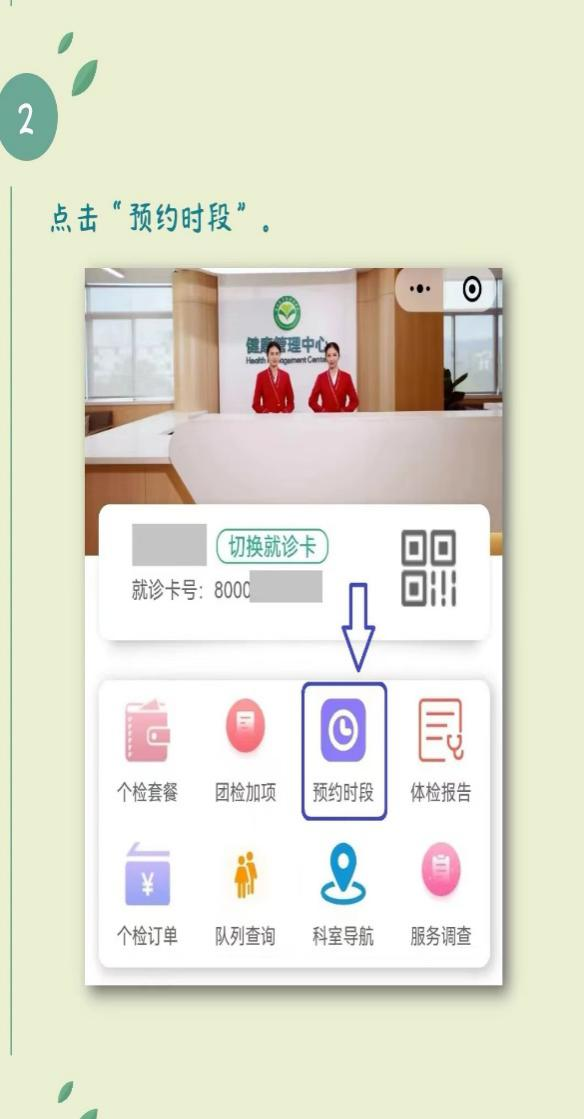 2
点击“预约时段”。
健康管理中心
切换就诊卡
就诊卡号：8000
个检套餐
团检加项
预约时段
体检报告
¥
个检订单
队列查询
科室导航
服务调查